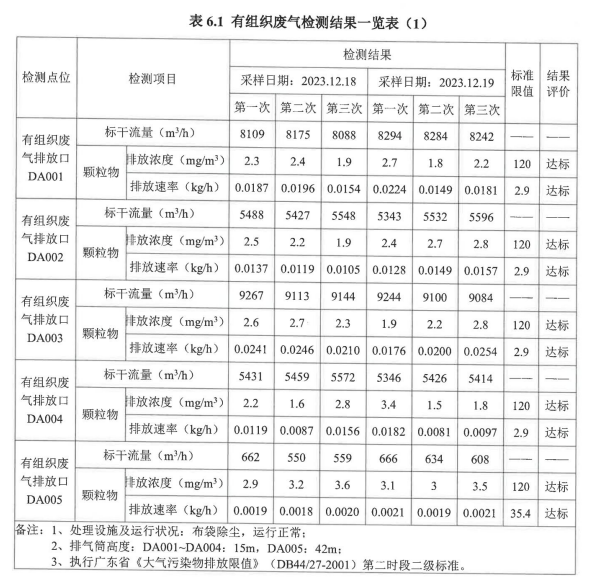 表 6.1 有组织废气检测结果一览表（1）
检测点位 检测项目 检测结果 标准限值 结果评价
采样日期：2023.12.18 采样日期：2023.12.19
第一次 第二次 第三次 第一次 第二次 第三次
有组织废气排放口DA001 标干流量（m³/h） 8109 8175 8088 8294 8284 8242 —— ——
颗粒物 排放浓度（mg/m³） 2.3 2.4 1.9 2.7 1.8 2.2 120 达标
排放速率（kg/h） 0.0187 0.0196 0.0154 0.0224 0.0149 0.0181 2.9 达标
有组织废气排放口DA002 标干流量（m³/h） 5488 5427 5548 5343 5532 5596 —— ——
颗粒物 排放浓度（mg/m³） 2.5 2.2 1.9 2.4 2.7 2.8 120 达标
排放速率（kg/h） 0.0137 0.0119 0.0105 0.0128 0.0149 0.0157 2.9 达标
有组织废气排放口DA003 标干流量（m³/h） 9267 9113 9144 9244 9100 9084 —— ——
颗粒物 排放浓度（mg/m³） 2.6 2.7 2.3 1.9 2.2 2.8 120 达标
排放速率（kg/h） 0.0241 0.0246 0.0210 0.0176 0.0200 0.0254 2.9 达标
有组织废气排放口DA004 标干流量（m³/h） 5431 5459 5572 5346 5426 5414 —— ——
颗粒物 排放浓度（mg/m³） 2.2 1.6 2.8 3.4 1.5 1.8 120 达标
排放速率（kg/h） 0.0119 0.0087 0.0156 0.0182 0.0081 0.0097 2.9 达标
有组织废气排放口DA005 标干流量（m³/h） 662 550 559 666 634 608 —— ——
颗粒物 排放浓度（mg/m³） 2.9 3.2 3.6 3.1 3 3.5 120 达标
排放速率（kg/h） 0.0019 0.0018 0.0020 0.0021 0.0019 0.0021 35.4 达标
备注：1、处理设施及运行状况：布袋除尘，运行正常；
2、排气筒高度：DA001~DA004：15m，DA005：42m；
3、执行广东省《大气污染物排放限值》（DB44/27-2001）第二时段二级标准。